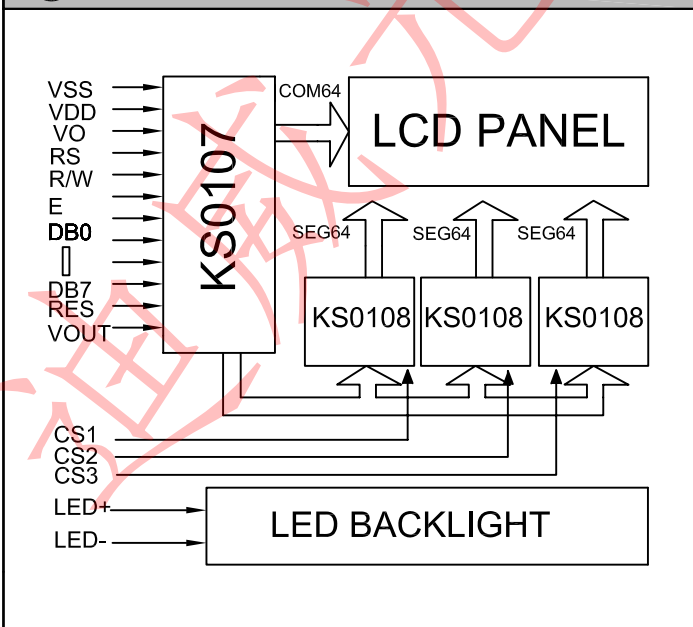 VSS
VDD
VO
RS
R/W
E
DB0
DB7
RES
VOUT
KS0107
COM64
LCD PANEL
SEG64
SEG64
SEG64
KS0108
KS0108
KS0108
CS1
CS2
CS3
LED+
LED-
LED BACKLIGHT